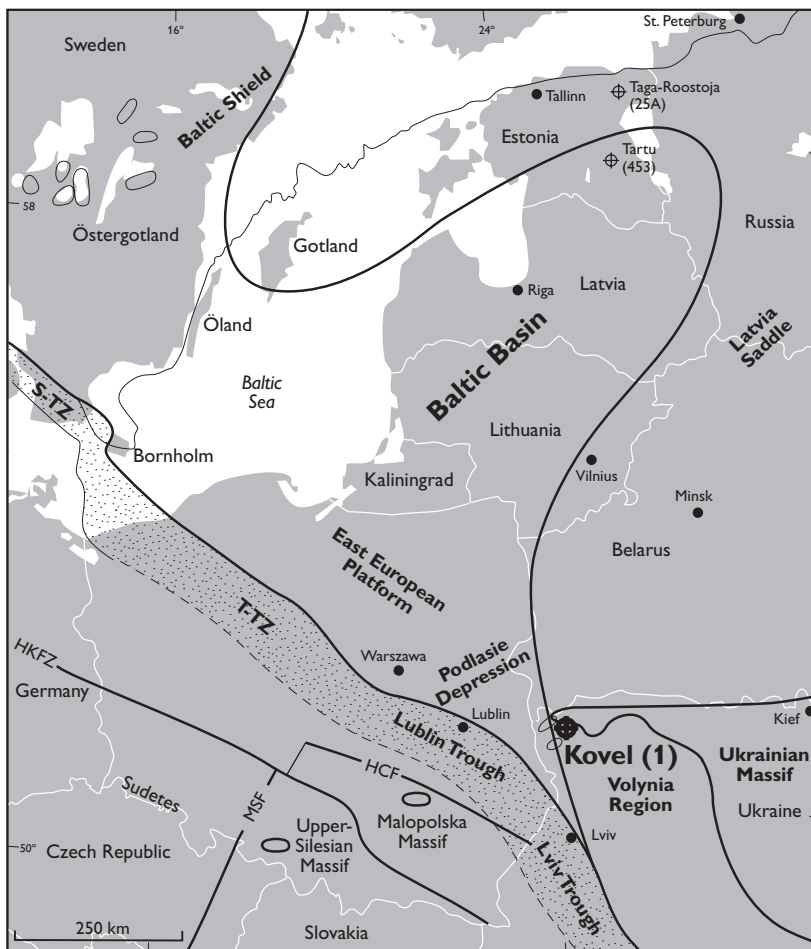 16°
24°
St. Peterburg
Sweden
Baltic Shield
Tallinn
Taga-Roostoja
(25A)
Estonia
Tartu
(453)
58
Östergotland
Gotland
Russia
Riga
Latvia
Öland
Latvia
Saddle
Baltic Basin
Baltic
Sea
S-TZ
Lithuania
Bornholm
Vilnius
Kaliningrad
Minsk
Belarus
East European
Platform
T-TZ
Warszawa
Podlasie
Depression
HKFZ
Germany
Lublin
Kief
Lublin Trough
Kovel (1)
Ukrainian
Massif
Volynia
Region
Ukraine
HCF
Sudetes
MSF
Malopolska
Massif
Upper-
Silesian
Massif
Lviv
50°
Czech Republic
Lviv Trough
250 km
Slovakia